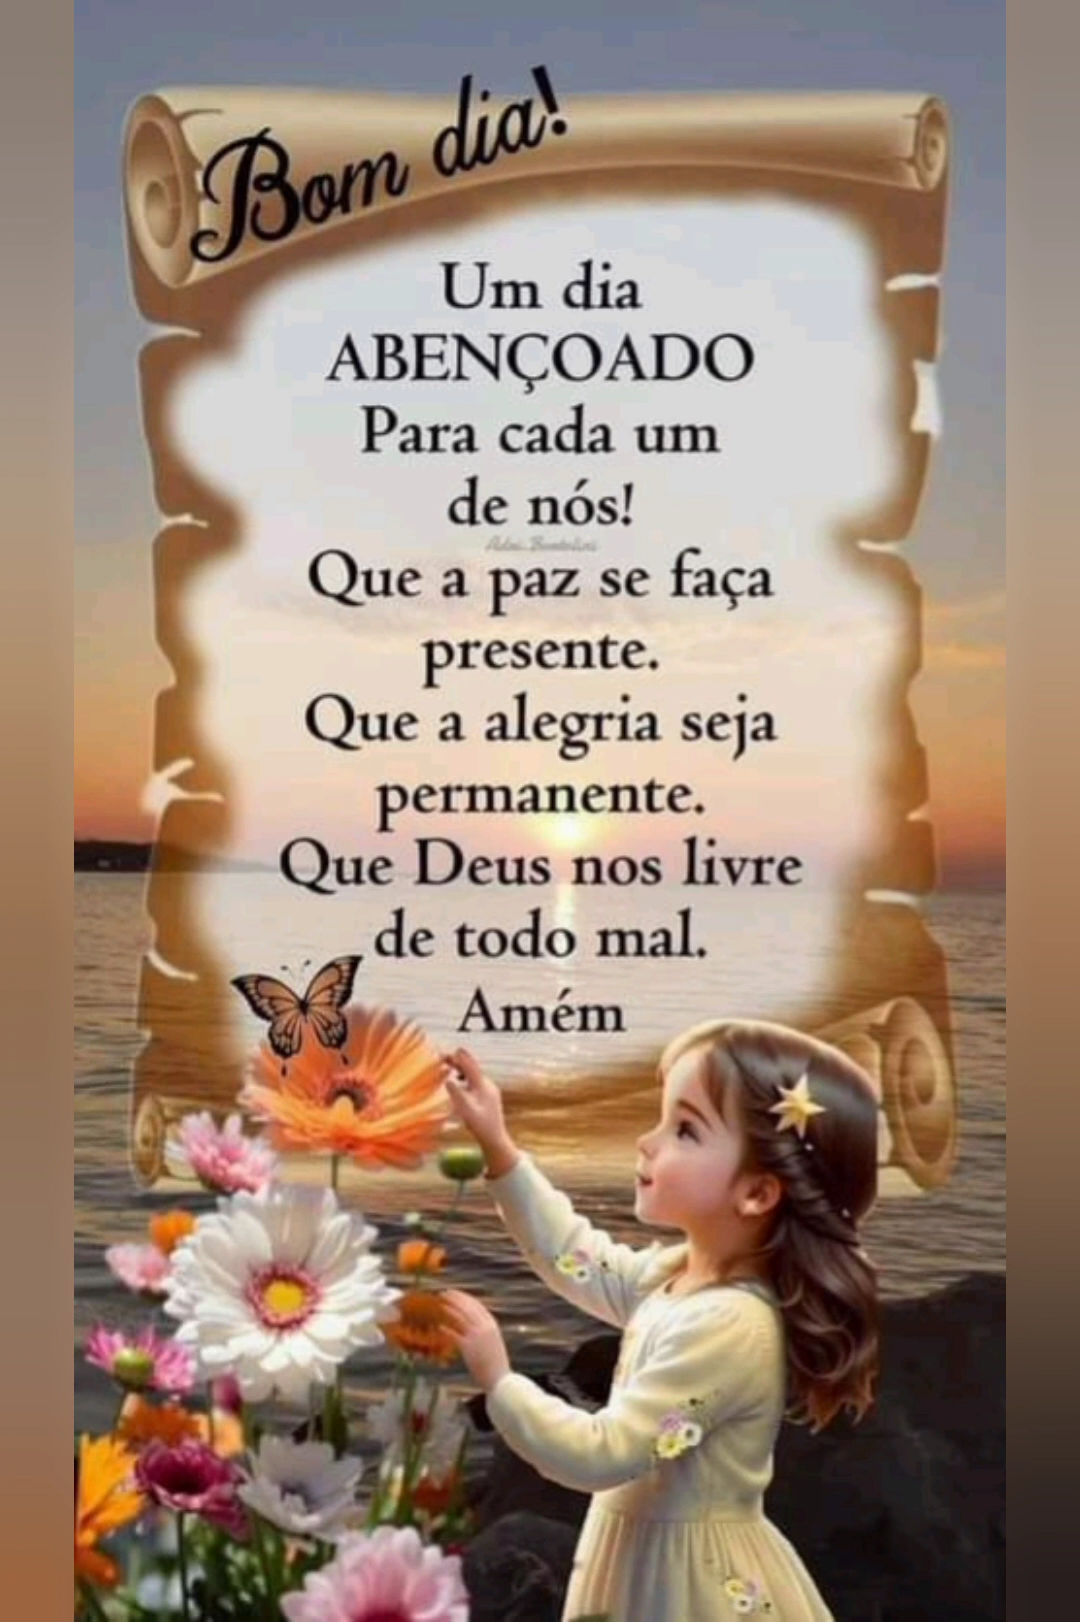 Bom dia!
Um dia
ABENÇOADO
Para cada um
de nós!
Que a paz se faça
presente.
Que a alegria seja
permanente.
Que Deus nos livre
de todo mal.
Amém